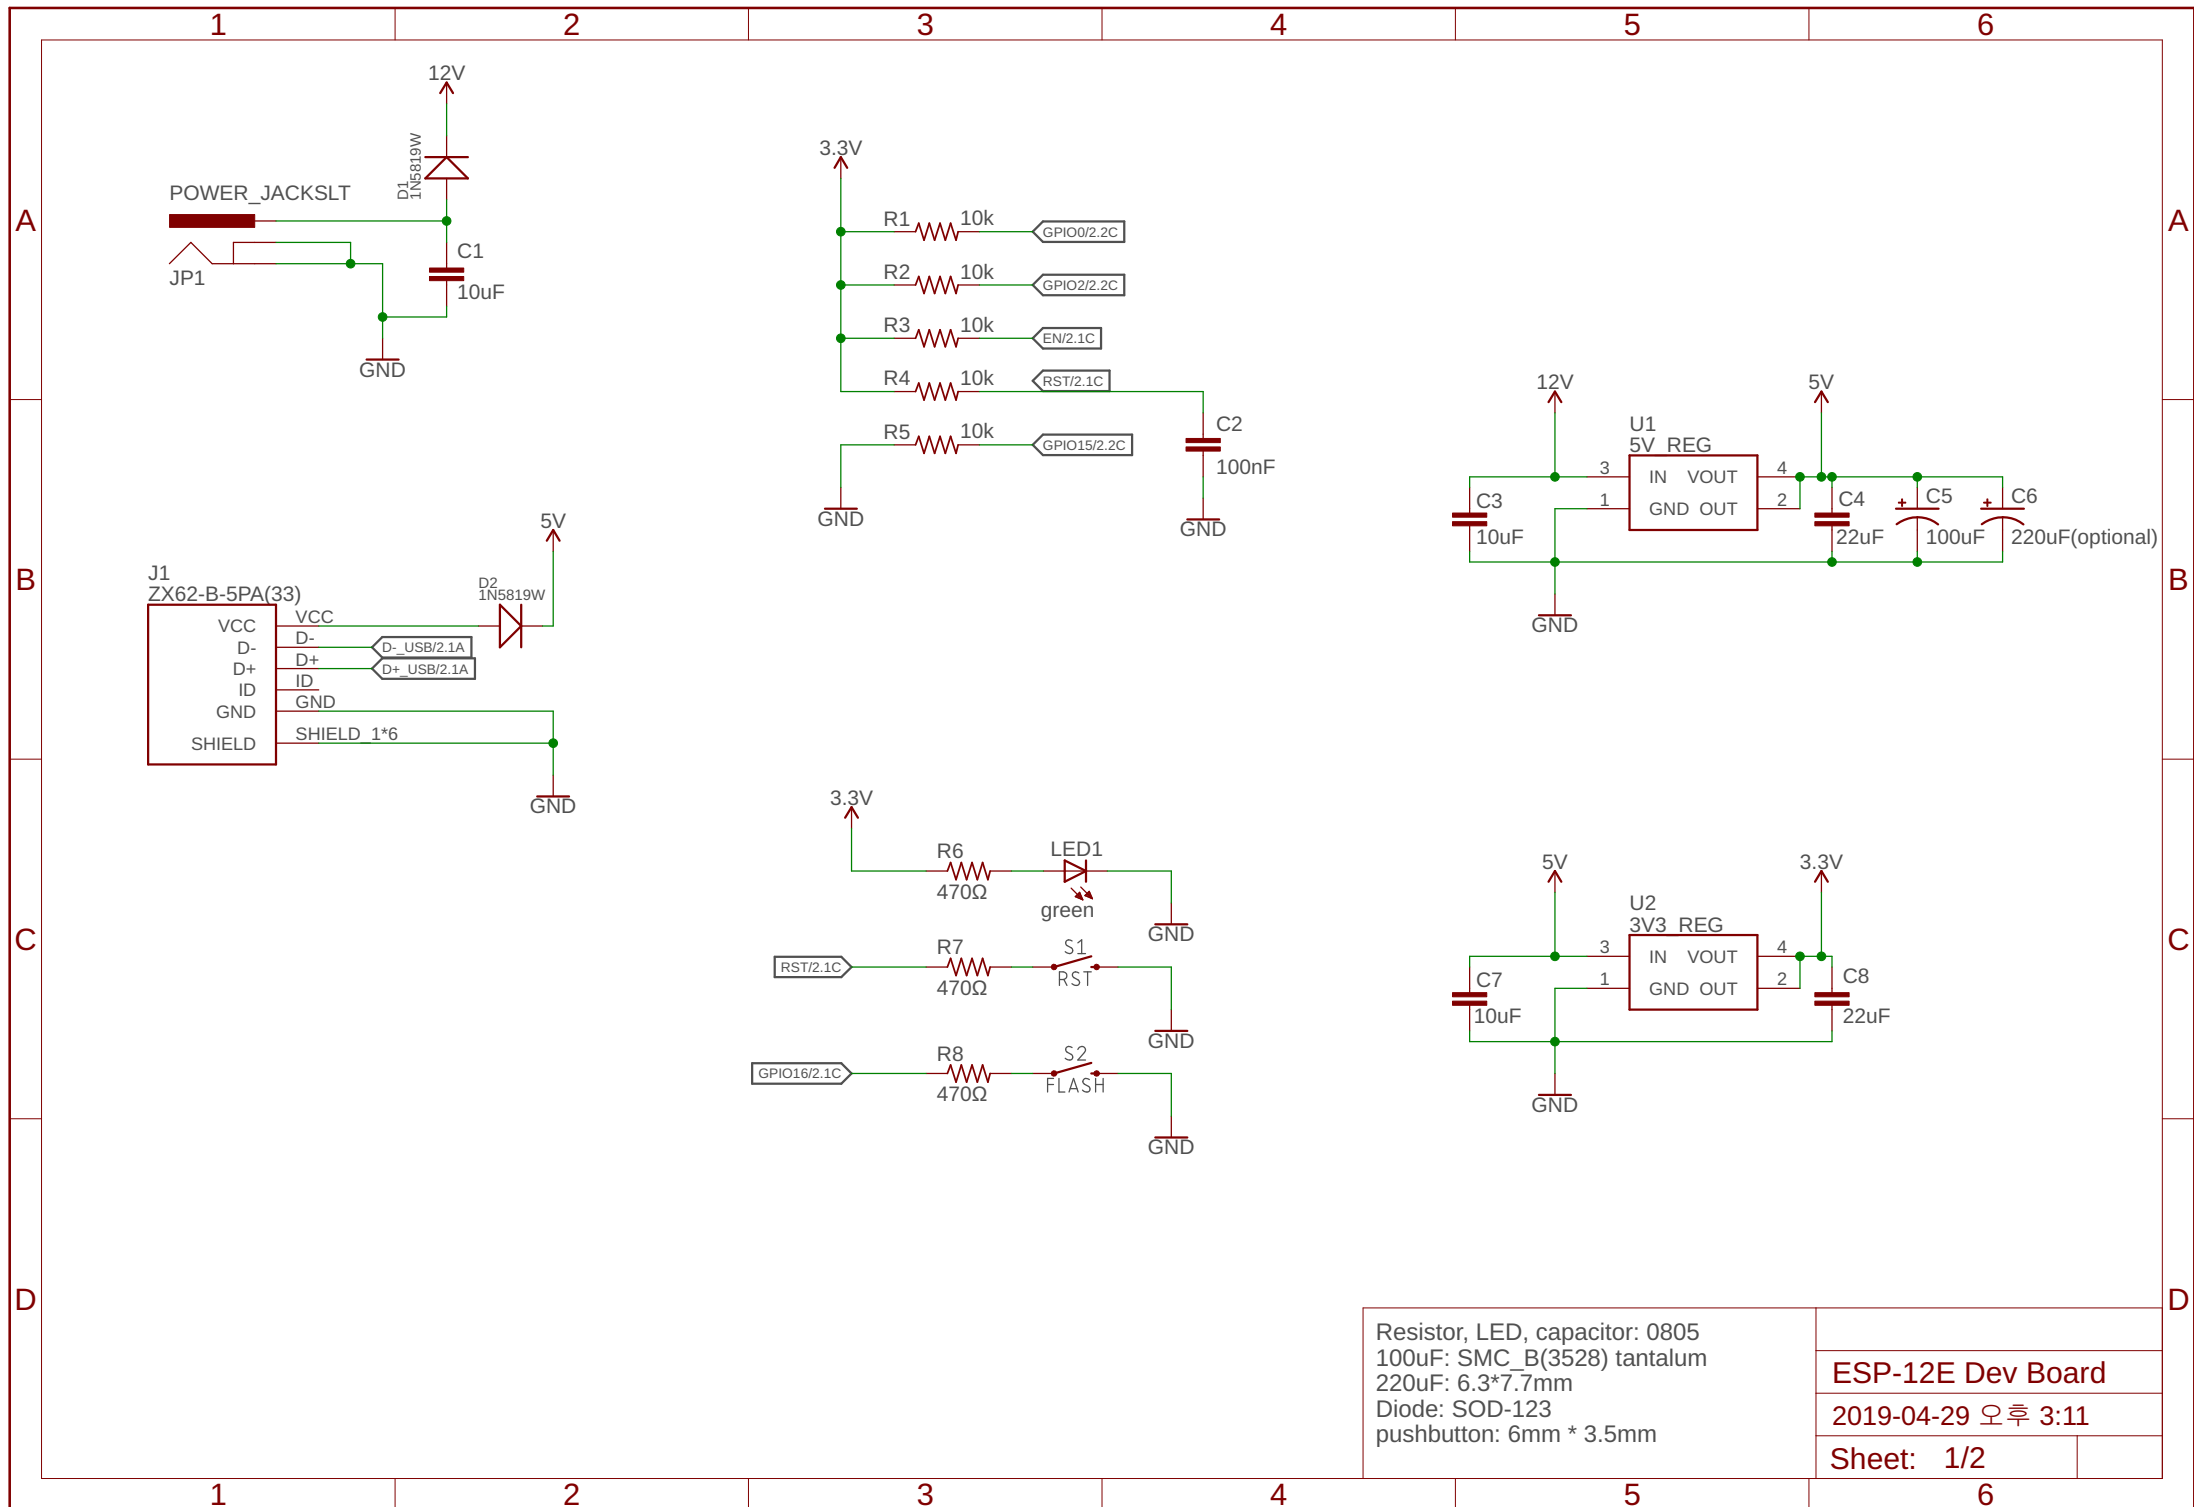 1 2 3 4 5 6
A A
B B
C C
D D
1 2 3 4 5 6
12V
D1
1N5819W
POWER_JACKSLT
JP1
C1
10uF
GND
5V
D2
1N5819W
J1
ZX62-B-5PA(33)
VCC VCC
D- D- D-_USB/2.1A
D+ D+ D+_USB/2.1A
ID ID
GND GND
SHIELD SHIELD_1*6
GND
3.3V
R1 10k GPIO0/2.2C
R2 10k GPIO2/2.2C
R3 10k EN/2.1C
R4 10k RST/2.1C
R5 10k GPIO15/2.2C
GND
C2
100nF
GND
3.3V
R6 LED1
470Ω
green
GND
RST/2.1C R7 S1
470Ω RST
GND
GPIO16/2.1C R8 S2
470Ω FLASH
GND
12V 5V
U1
5V_REG
3 IN VOUT 4
1 GND OUT 2
C3 C4 C5 C6
+ +
10uF 22uF 100uF 220uF(optional)
GND
5V 3.3V
U2
3V3_REG
3 IN VOUT 4
1 GND OUT 2
C7 C8
10uF 22uF
GND
Resistor, LED, capacitor: 0805
100uF: SMC_B(3528) tantalum
220uF: 6.3*7.7mm
Diode: SOD-123
pushbutton: 6mm * 3.5mm
ESP-12E Dev Board
2019-04-29 오후 3:11
Sheet: 1/2